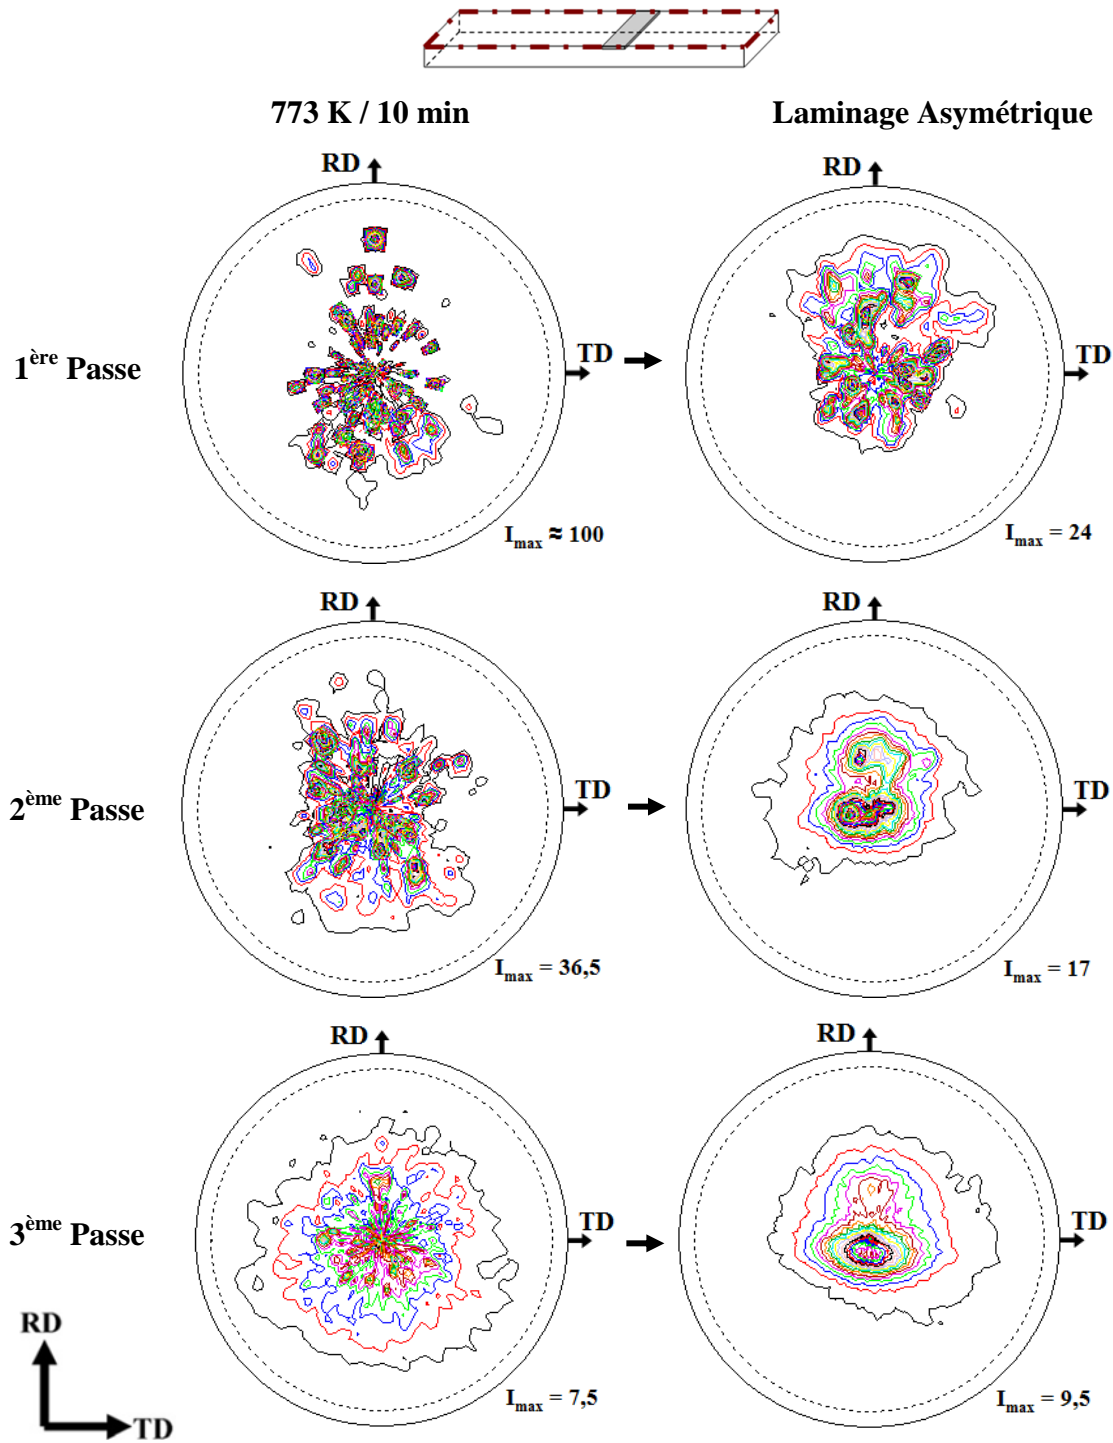 773 K / 10 min
Laminage Asymétrique
RD
RD
1ère Passe
TD
TD
Imax ≈ 100
Imax = 24
RD
RD
2ème Passe
TD
TD
Imax = 36,5
Imax = 17
RD
RD
3ème Passe
TD
TD
Imax = 7,5
Imax = 9,5
RD
TD